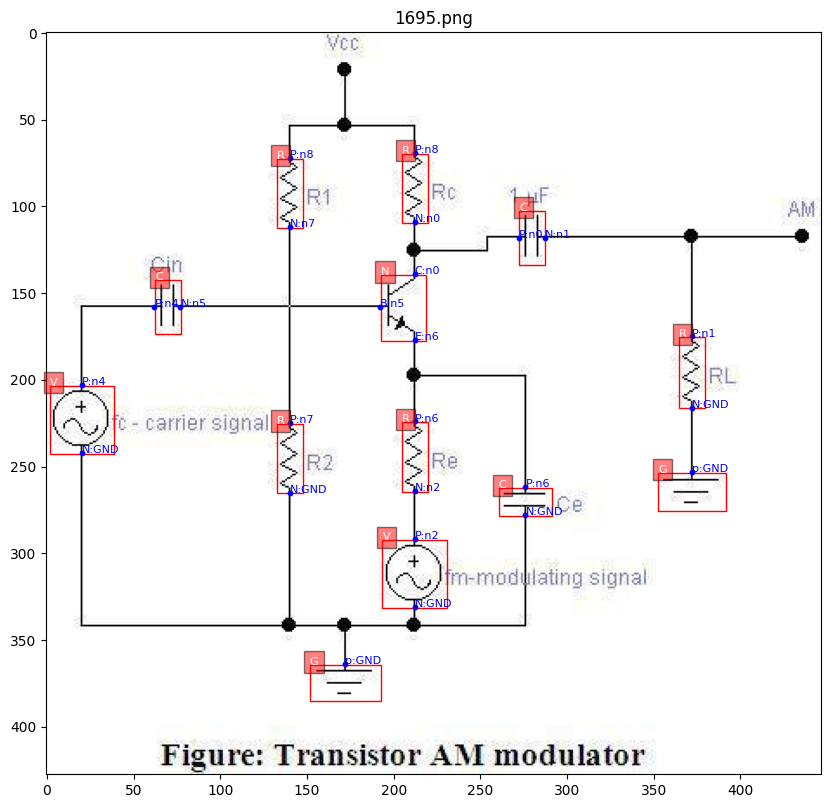 1695.png
Vcc
R P:n8
R P:n8
R1
Rc
N:n7
N:n0
C
1 µF
P:n0 N:n1
AM
Cin
C
P:n4 N:n5
N
C:n0
B:n5
E:n6
V P:n4
fc - carrier signal
N:GND
R P:n7
R2
N:GND
R P:n6
Re
N:n2
R P:n1
RL
N:GND
G p:GND
C P:n6
Ce
N:GND
V P:n2
fm-modulating signal
N:GND
G p:GND
Figure: Transistor AM modulator
0
50
100
150
200
250
300
350
400
0 50 100 150 200 250 300 350 400